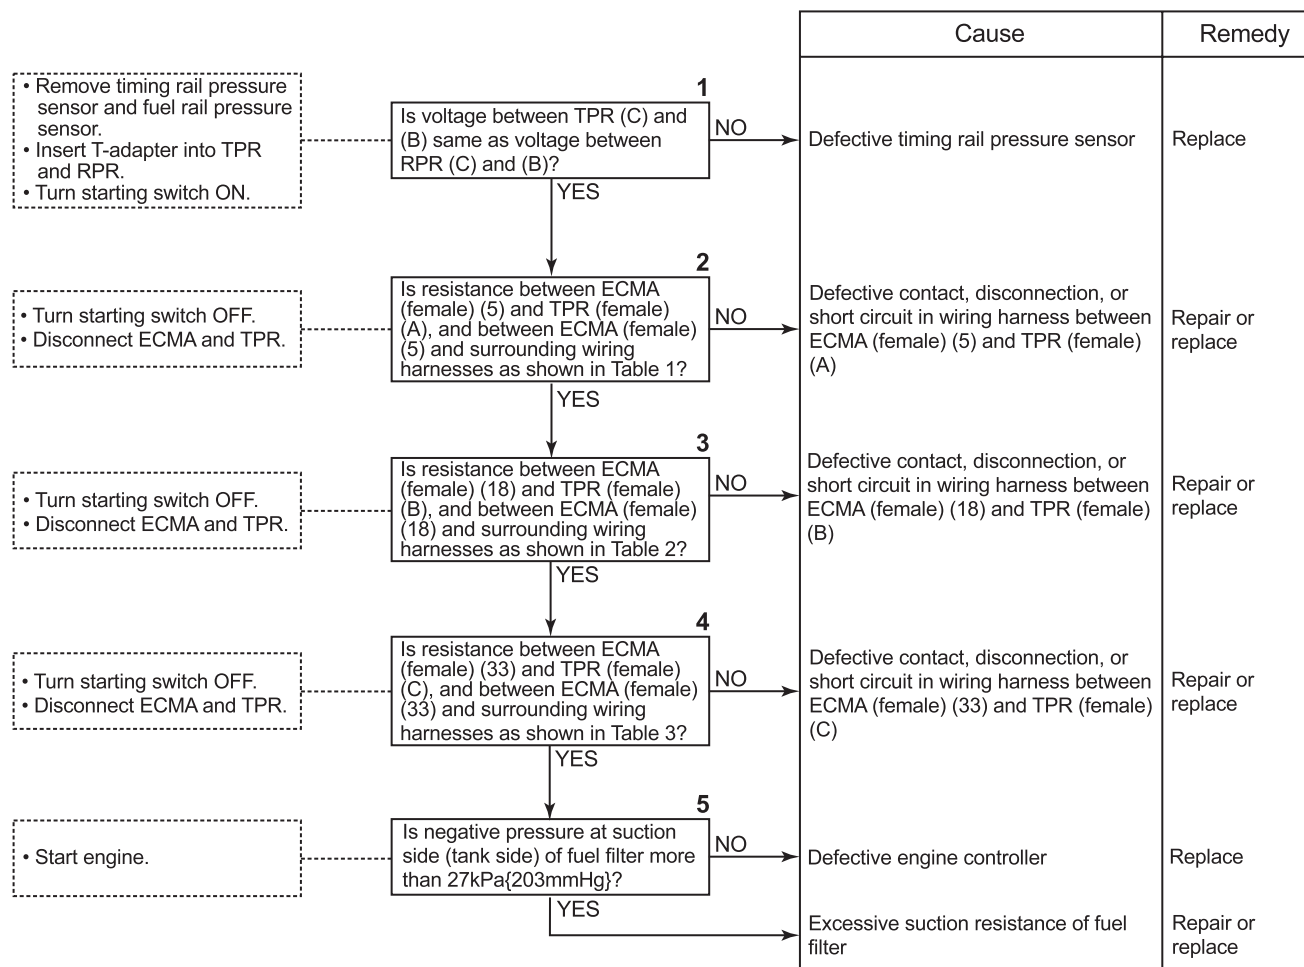 Cause
Remedy
• Remove timing rail pressure
sensor and fuel rail pressure
sensor.
• Insert T-adapter into TPR
and RPR.
• Turn starting switch ON.
1
Is voltage between TPR (C) and
(B) same as voltage between
RPR (C) and (B)?
NO
Defective timing rail pressure sensor
Replace
YES
2
• Turn starting switch OFF.
• Disconnect ECMA and TPR.
Is resistance between ECMA
(female) (5) and TPR (female)
(A), and between ECMA (female)
(5) and surrounding wiring
harnesses as shown in Table 1?
NO
Defective contact, disconnection, or
short circuit in wiring harness between
ECMA (female) (5) and TPR (female)
(A)
Repair or
replace
YES
3
• Turn starting switch OFF.
• Disconnect ECMA and TPR.
Is resistance between ECMA
(female) (18) and TPR (female)
(B), and between ECMA (female)
(18) and surrounding wiring
harnesses as shown in Table 2?
NO
Defective contact, disconnection, or
short circuit in wiring harness between
ECMA (female) (18) and TPR (female)
(B)
Repair or
replace
YES
4
• Turn starting switch OFF.
• Disconnect ECMA and TPR.
Is resistance between ECMA
(female) (33) and TPR (female)
(C), and between ECMA (female)
(33) and surrounding wiring
harnesses as shown in Table 3?
NO
Defective contact, disconnection, or
short circuit in wiring harness between
ECMA (female) (33) and TPR (female)
(C)
Repair or
replace
YES
5
• Start engine.
Is negative pressure at suction
side (tank side) of fuel filter more
than 27kPa{203mmHg}?
NO
Defective engine controller
Replace
YES
Excessive suction resistance of fuel
filter
Repair or
replace